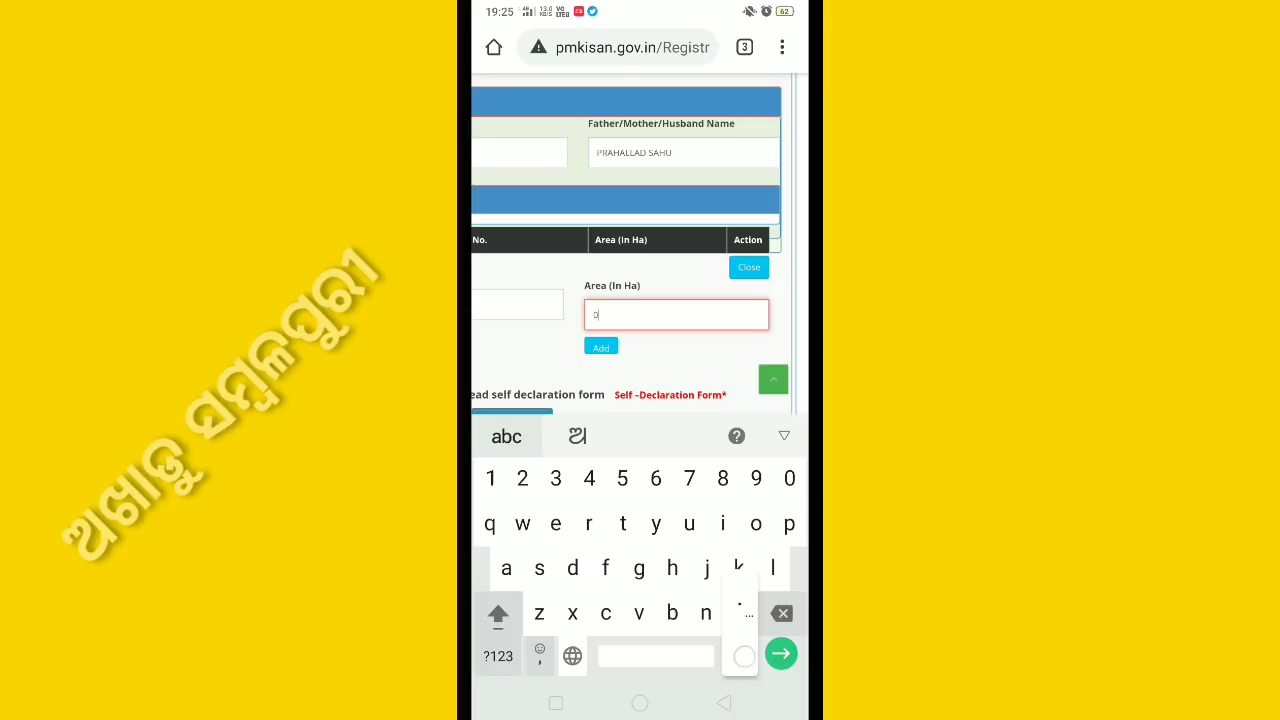 19:25
62
pmkisan.gov.in/Registr
3
Father/Mother/Husband Name
PRAHALLAD SAHU
No.
Area (In Ha)
Action
Close
Area (In Ha)
0
Add
ead self declaration form Self –Declaration Form*
abc ଅ
1 2 3 4 5 6 7 8 9 0
q w e r t y u i o p
a s d f g h j k l
z x c v b n . ...
?123 ,